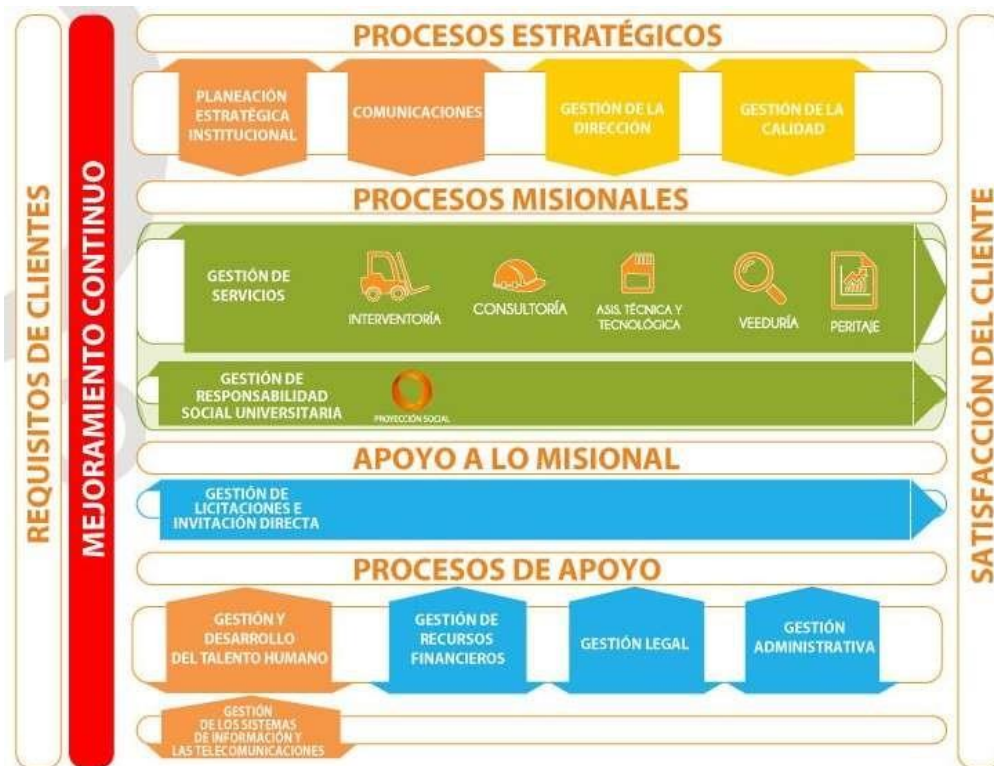 REQUISITOS DE CLIENTES
MEJORAMIENTO CONTINUO
PROCESOS ESTRATÉGICOS
PLANEACIÓN
ESTRATÉGICA
INSTITUCIONAL
COMUNICACIONES
GESTIÓN DE LA
DIRECCIÓN
GESTIÓN DE LA
CALIDAD
PROCESOS MISIONALES
GESTIÓN DE
SERVICIOS
INTERVENTORÍA
CONSULTORÍA
ASIS. TÉCNICA Y
TECNOLÓGICA
VEEDURÍA
PERITAJE
GESTIÓN DE
RESPONSABILIDAD
SOCIAL UNIVERSITARIA
PROYECCIÓN SOCIAL
APOYO A LO MISIONAL
GESTIÓN DE
LICITACIONES E
INVITACIÓN DIRECTA
PROCESOS DE APOYO
GESTIÓN Y
DESARROLLO
DEL TALENTO HUMANO
GESTIÓN DE
RECURSOS
FINANCIEROS
GESTIÓN LEGAL
GESTIÓN
ADMINISTRATIVA
GESTIÓN
DE LOS SISTEMAS
DE INFORMACIÓN Y
LAS TELECOMUNICACIONES
SATISFACCIÓN DEL CLIENTE